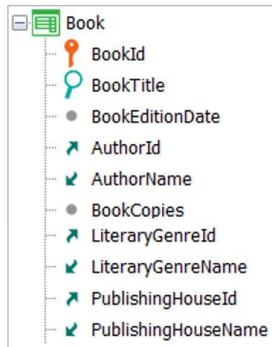 Book
BookId
BookTitle
BookEditionDate
AuthorId
AuthorName
BookCopies
LiteraryGenreId
LiteraryGenreName
PublishingHouseId
PublishingHouseName